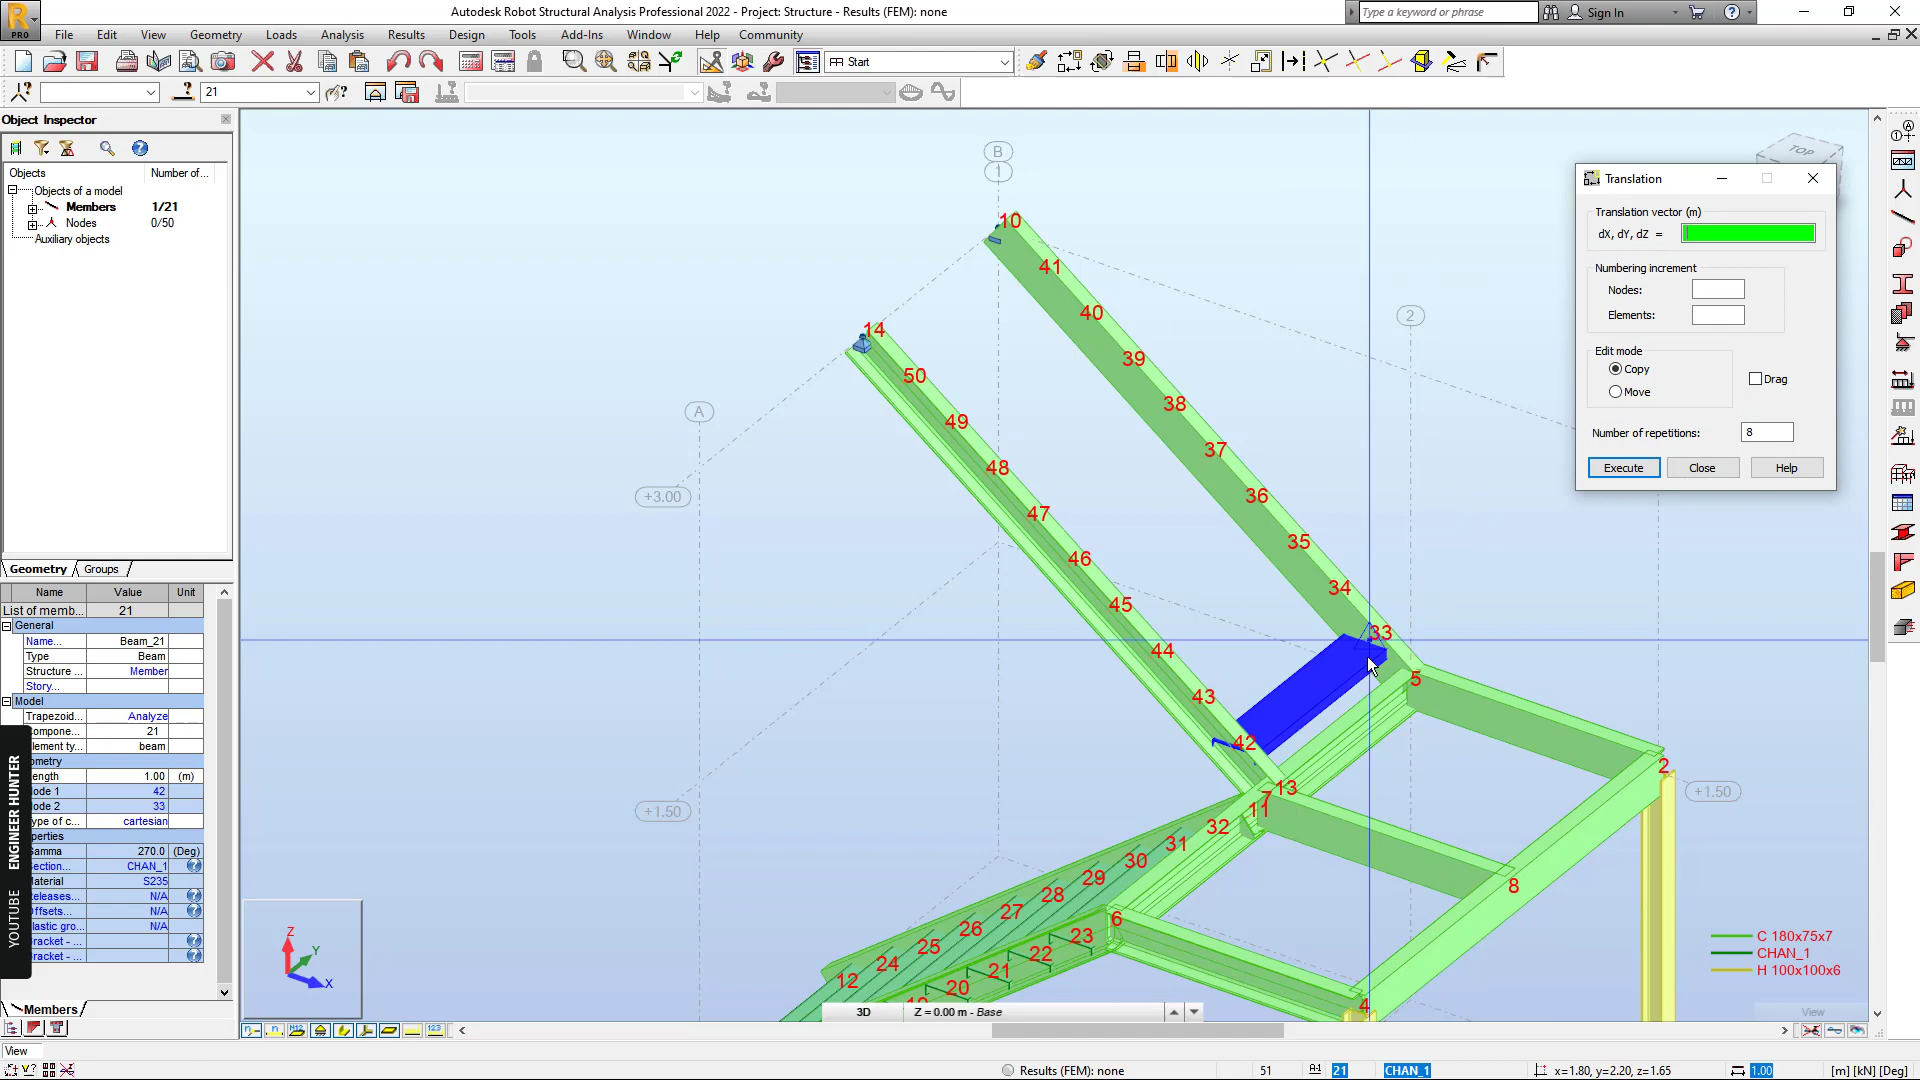 Autodesk Robot Structural Analysis Professional 2022 - Project: Structure - Results (FEM): none
Type a keyword or phrase
Sign In
PRO
File Edit View Geometry Loads Analysis Results Design Tools Add-Ins Window Help Community
Start
21
Object Inspector
Objects Number of...
Objects of a model
Members 1/21
Nodes 0/50
Auxiliary objects
Geometry Groups
Name Value Unit
List of memb... 21
General
Name... Beam_21
Type Beam
Structure ... Member
Story...
Model
Trapezoid... Analyze
Compone... 21
lement ty... beam
ometry
ength 1.00 (m)
ode 1 42
ode 2 33
ype of c... cartesian
operties
amma 270.0 (Deg)
ection... CHAN_1
Material S235
eleases... N/A
ffsets... N/A
lastic gro... N/A
racket - ...
racket - ...
YOUTUBE ENGINEER HUNTER
Members
View
B
1
10
41
40
39
38
37
36
35
34
33
5
2
14
50
49
48
47
46
45
44
43
42
13
7
11
32
31
30
29
28
27
26
25
24
12
6
23
22
21
20
19
8
2
4
A
+3.00
+1.50
+1.50
TOP
Translation
Translation vector (m)
dX, dY, dZ =
Numbering increment
Nodes:
Elements:
Edit mode
Copy
Move
Drag
Number of repetitions: 8
Execute Close Help
C 180x75x7
CHAN_1
H 100x100x6
Z
Y
X
3D Z = 0.00 m - Base
View
Results (FEM): none 51 21 CHAN_1 x=1.80, y=2.20, z=1.65 1.00 [m] [kN] [Deg]